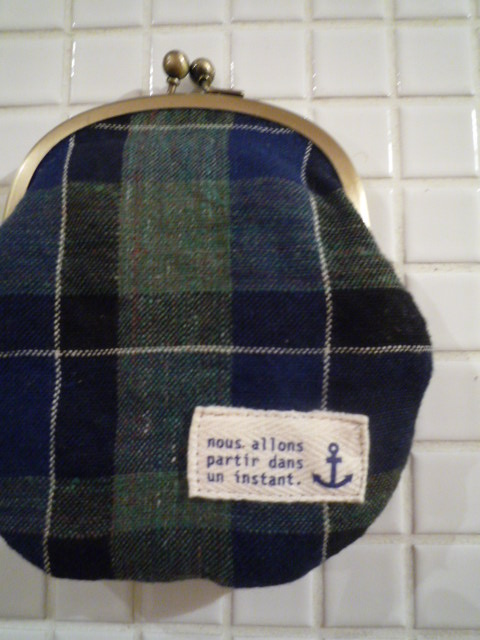 nous allons
partir dans
un instant.